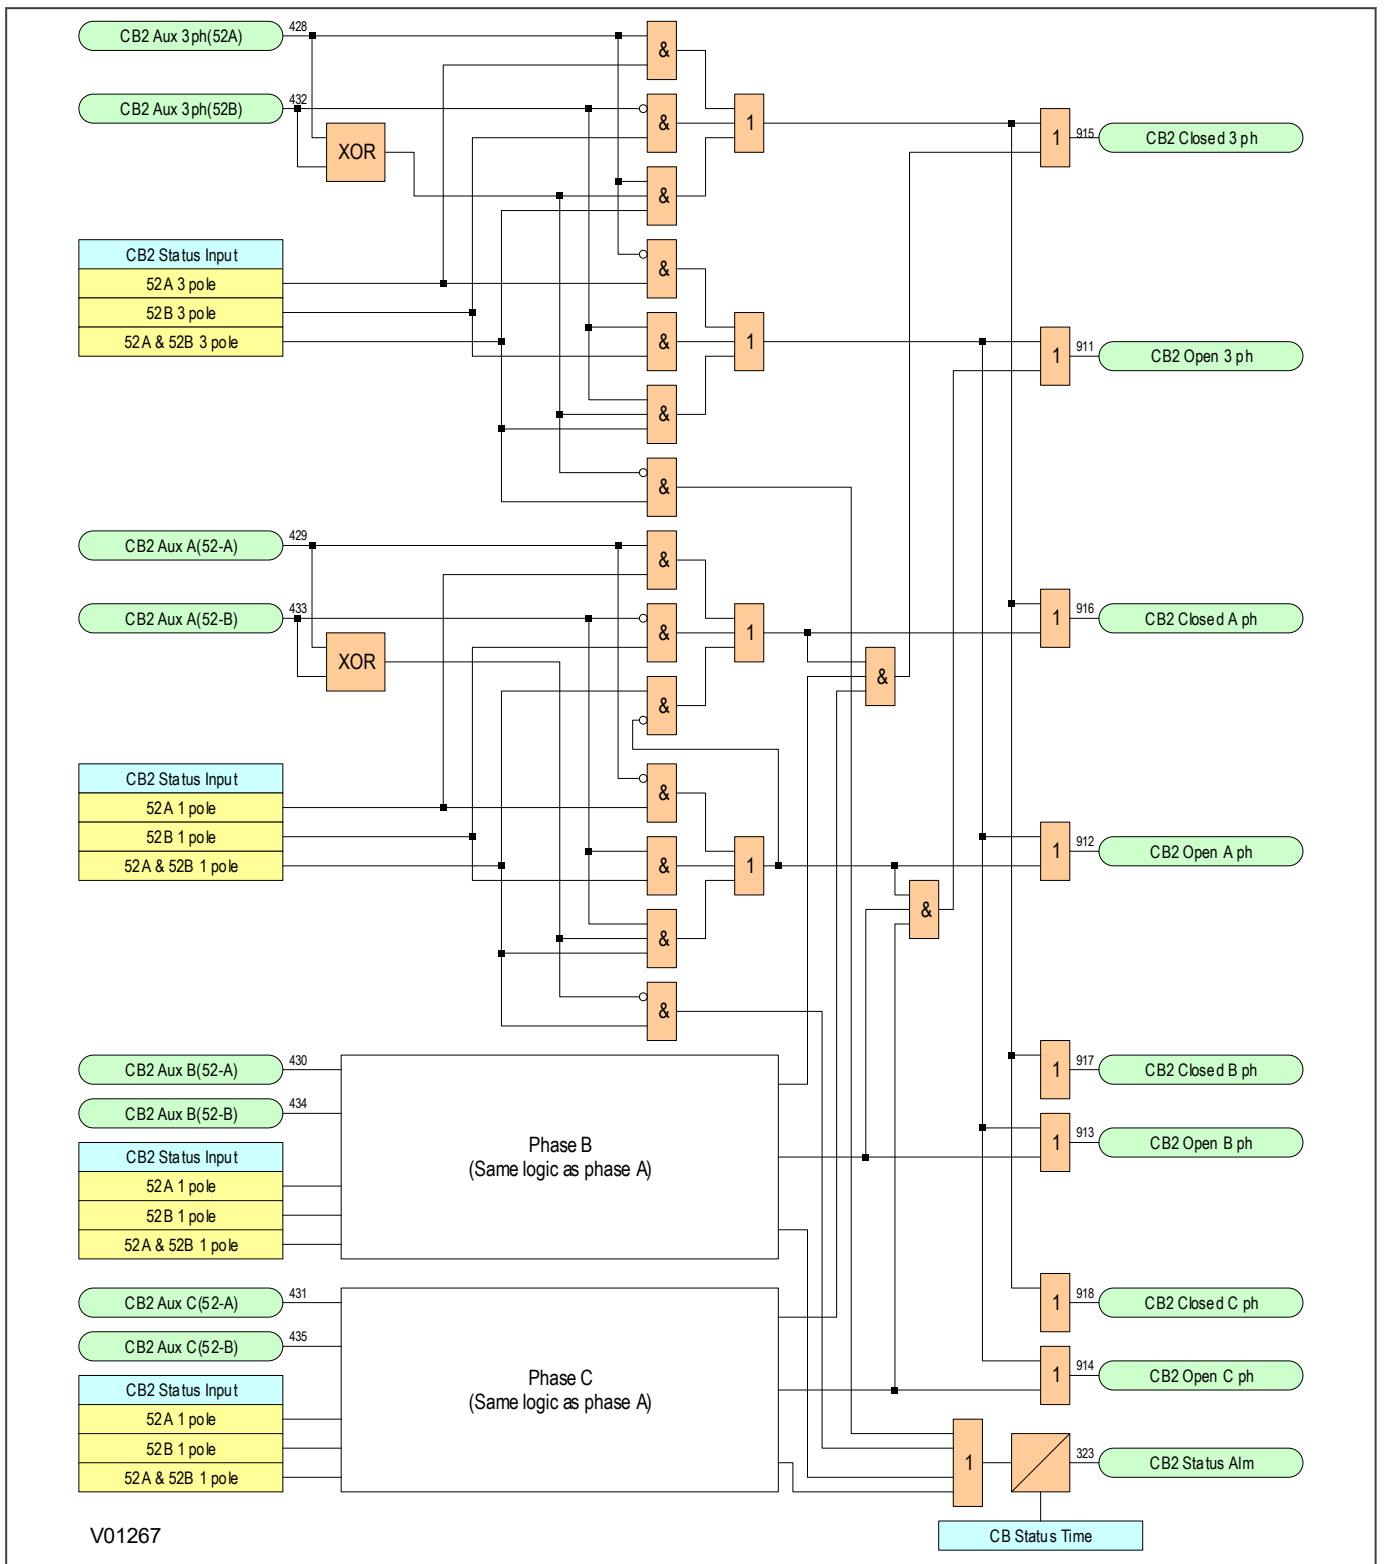 CB2 Aux 3ph(52A)
428
&
CB2 Aux 3ph(52B)
432
&
1
1
915
CB2 Closed 3 ph
XOR
&
CB2 Status Input
&
52A 3 pole
52B 3 pole
52A & 52B 3 pole
&
1
1
911
CB2 Open 3 ph
&
&
CB2 Aux A(52-A)
429
&
CB2 Aux A(52-B)
433
&
1
1
916
CB2 Closed A ph
XOR
&
&
CB2 Status Input
&
52A 1 pole
52B 1 pole
52A & 52B 1 pole
&
1
1
912
CB2 Open A ph
&
&
&
CB2 Aux B(52-A)
430
1
917
CB2 Closed B ph
CB2 Aux B(52-B)
434
Phase B
(Same logic as phase A)
1
913
CB2 Open B ph
CB2 Status Input
52A 1 pole
52B 1 pole
52A & 52B 1 pole
CB2 Aux C(52-A)
431
1
918
CB2 Closed C ph
CB2 Aux C(52-B)
435
Phase C
(Same logic as phase A)
1
914
CB2 Open C ph
CB2 Status Input
52A 1 pole
52B 1 pole
52A & 52B 1 pole
1
323
CB2 Status Alm
CB Status Time
V01267